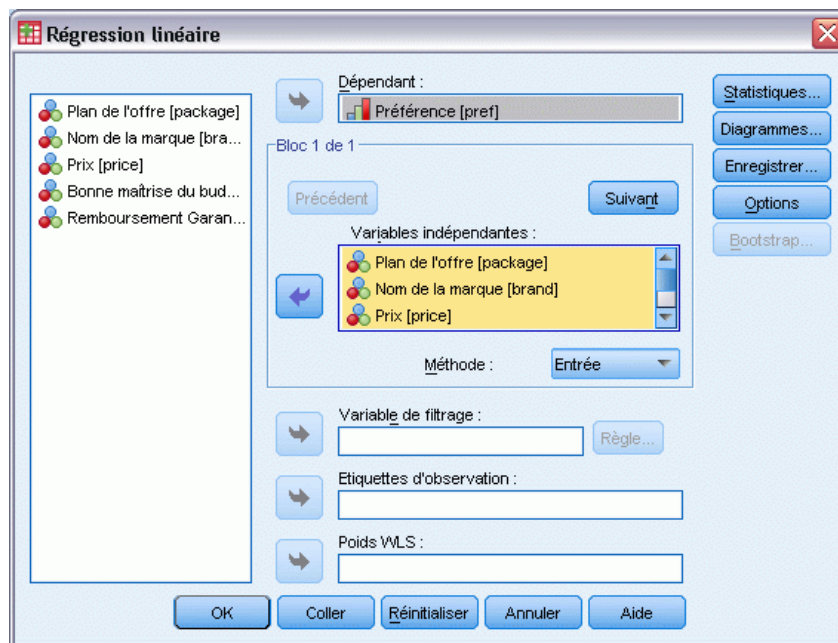 Régression linéaire
Plan de l'offre [package]
Nom de la marque [bra...
Prix [price]
Bonne maîtrise du bud...
Remboursement Garan...
Dépendant :
Préférence [pref]
Bloc 1 de 1
Précédent
Suivant
Variables indépendantes :
Plan de l'offre [package]
Nom de la marque [brand]
Prix [price]
Méthode :
Entrée
Variable de filtrage :
Règle...
Etiquettes d'observation :
Poids WLS :
Statistiques...
Diagrammes...
Enregistrer...
Options
Bootstrap...
OK
Coller
Réinitialiser
Annuler
Aide